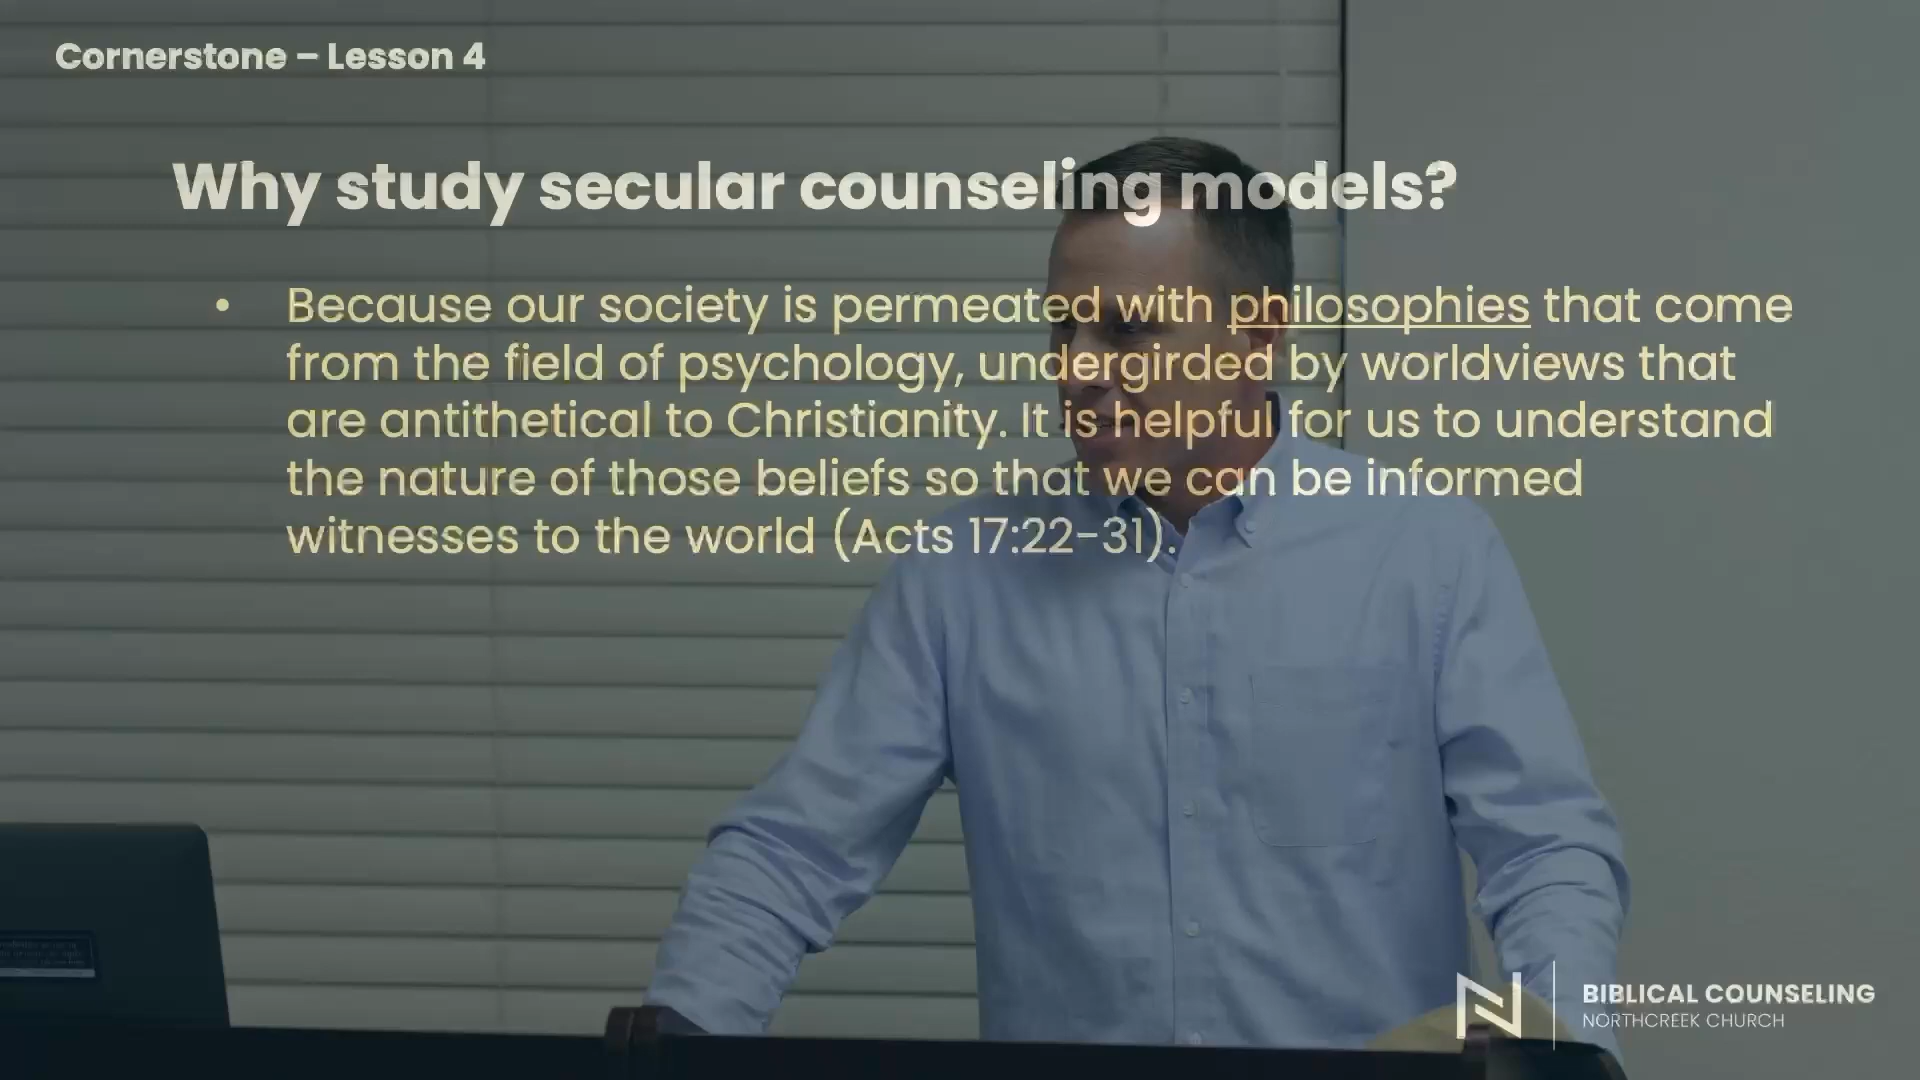 Cornerstone – Lesson 4
Why study secular counseling models?
• Because our society is permeated with philosophies that come
from the field of psychology, undergirded by worldviews that
are antithetical to Christianity. It is helpful for us to understand
the nature of those beliefs so that we can be informed
witnesses to the world (Acts 17:22-31).
BIBLICAL COUNSELING
NORTHCREEK CHURCH